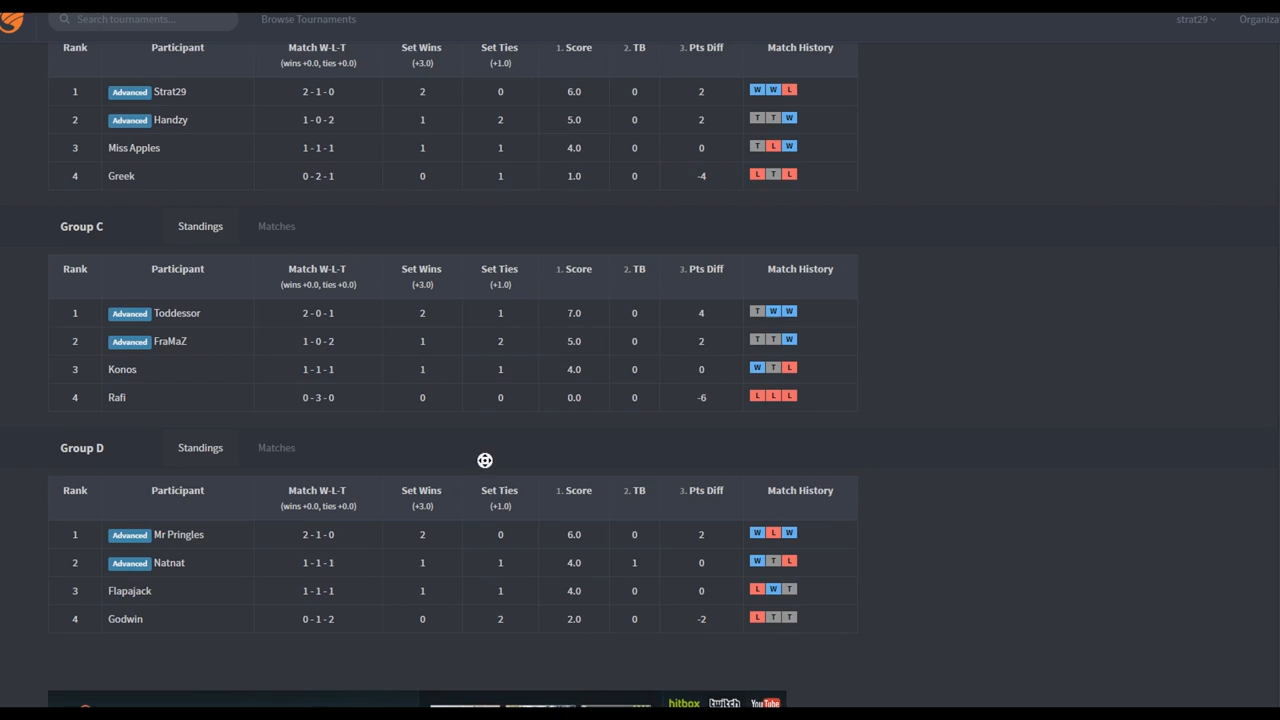 Search tournaments... Browse Tournaments strat29 Organiza
Rank Participant Match W-L-T Set Wins Set Ties 1. Score 2. TB 3. Pts Diff Match History
(wins +0.0, ties +0.0) (+3.0) (+1.0)
1 Advanced Strat29 2 - 1 - 0 2 0 6.0 0 2 W W L
2 Advanced Handzy 1 - 0 - 2 1 2 5.0 0 2 T T W
3 Miss Apples 1 - 1 - 1 1 1 4.0 0 0 T L W
4 Greek 0 - 2 - 1 0 1 1.0 0 -4 L T L
Group C Standings Matches
Rank Participant Match W-L-T Set Wins Set Ties 1. Score 2. TB 3. Pts Diff Match History
(wins +0.0, ties +0.0) (+3.0) (+1.0)
1 Advanced Toddessor 2 - 0 - 1 2 1 7.0 0 4 T W W
2 Advanced FraMaZ 1 - 0 - 2 1 2 5.0 0 2 T T W
3 Konos 1 - 1 - 1 1 1 4.0 0 0 W T L
4 Rafi 0 - 3 - 0 0 0 0.0 0 -6 L L L
Group D Standings Matches
Rank Participant Match W-L-T Set Wins Set Ties 1. Score 2. TB 3. Pts Diff Match History
(wins +0.0, ties +0.0) (+3.0) (+1.0)
1 Advanced Mr Pringles 2 - 1 - 0 2 0 6.0 0 2 W L W
2 Advanced Natnat 1 - 1 - 1 1 1 4.0 1 0 W T L
3 Flapajack 1 - 1 - 1 1 1 4.0 0 0 L W T
4 Godwin 0 - 1 - 2 0 2 2.0 0 -2 L T T
hitbox twitch YouTube